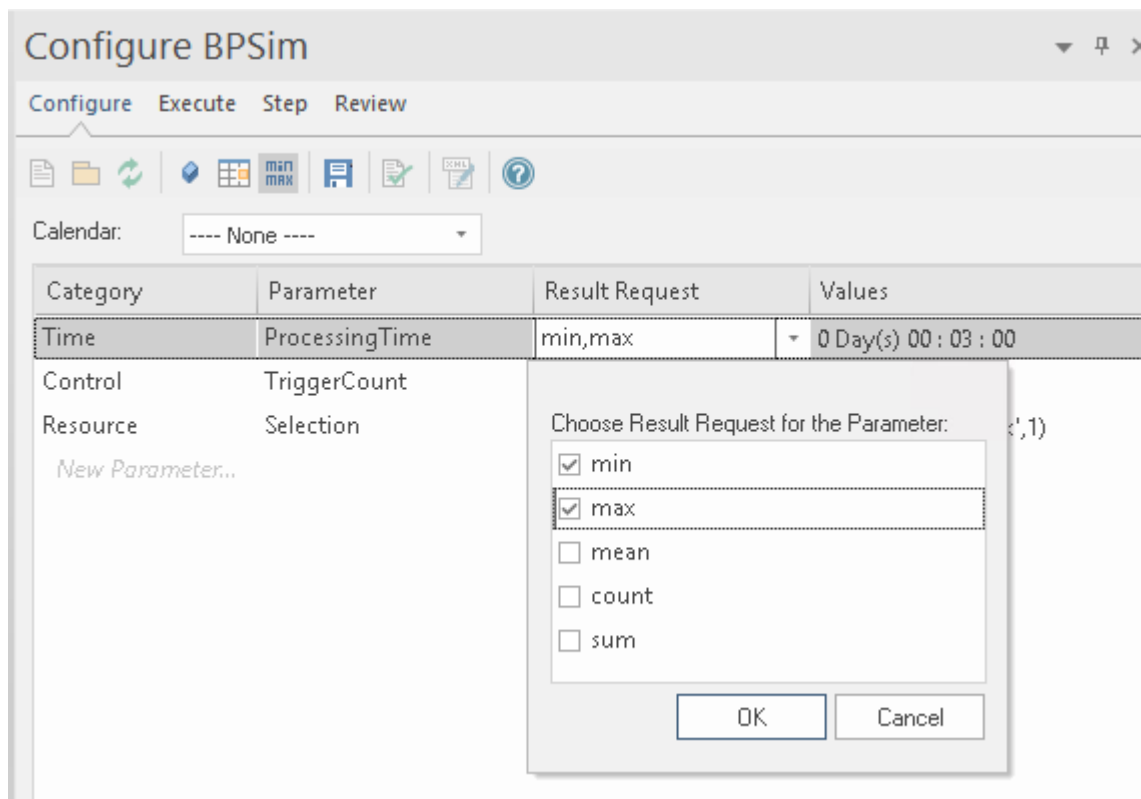 Configure BPSim
Configure Execute Step Review
min
max
XML
?
Calendar: ---- None ----
Category Parameter Result Request Values
Time ProcessingTime min,max 0 Day(s) 00 : 03 : 00
Control TriggerCount
Resource Selection ',1)
New Parameter...
Choose Result Request for the Parameter:
min
max
mean
count
sum
OK Cancel